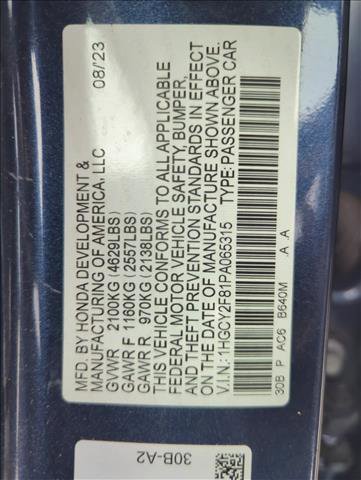 MFD. BY HONDA DEVELOPMENT &
MANUFACTURING OF AMERICA, LLC 08/'23
GVWR 2100KG(4629LBS)
GAWR F 1160KG(2557LBS)
GAWR R 970KG(2138LBS)
THIS VEHICLE CONFORMS TO ALL APPLICABLE
FEDERAL MOTOR VEHICLE SAFETY, BUMPER,
AND THEFT PREVENTION STANDARDS IN EFFECT
ON THE DATE OF MANUFACTURE SHOWN ABOVE.
V.I.N.: 1HGCY2F81PA065315 TYPE:PASSENGER CAR
30B P AC6 B640M A A
30B-A2